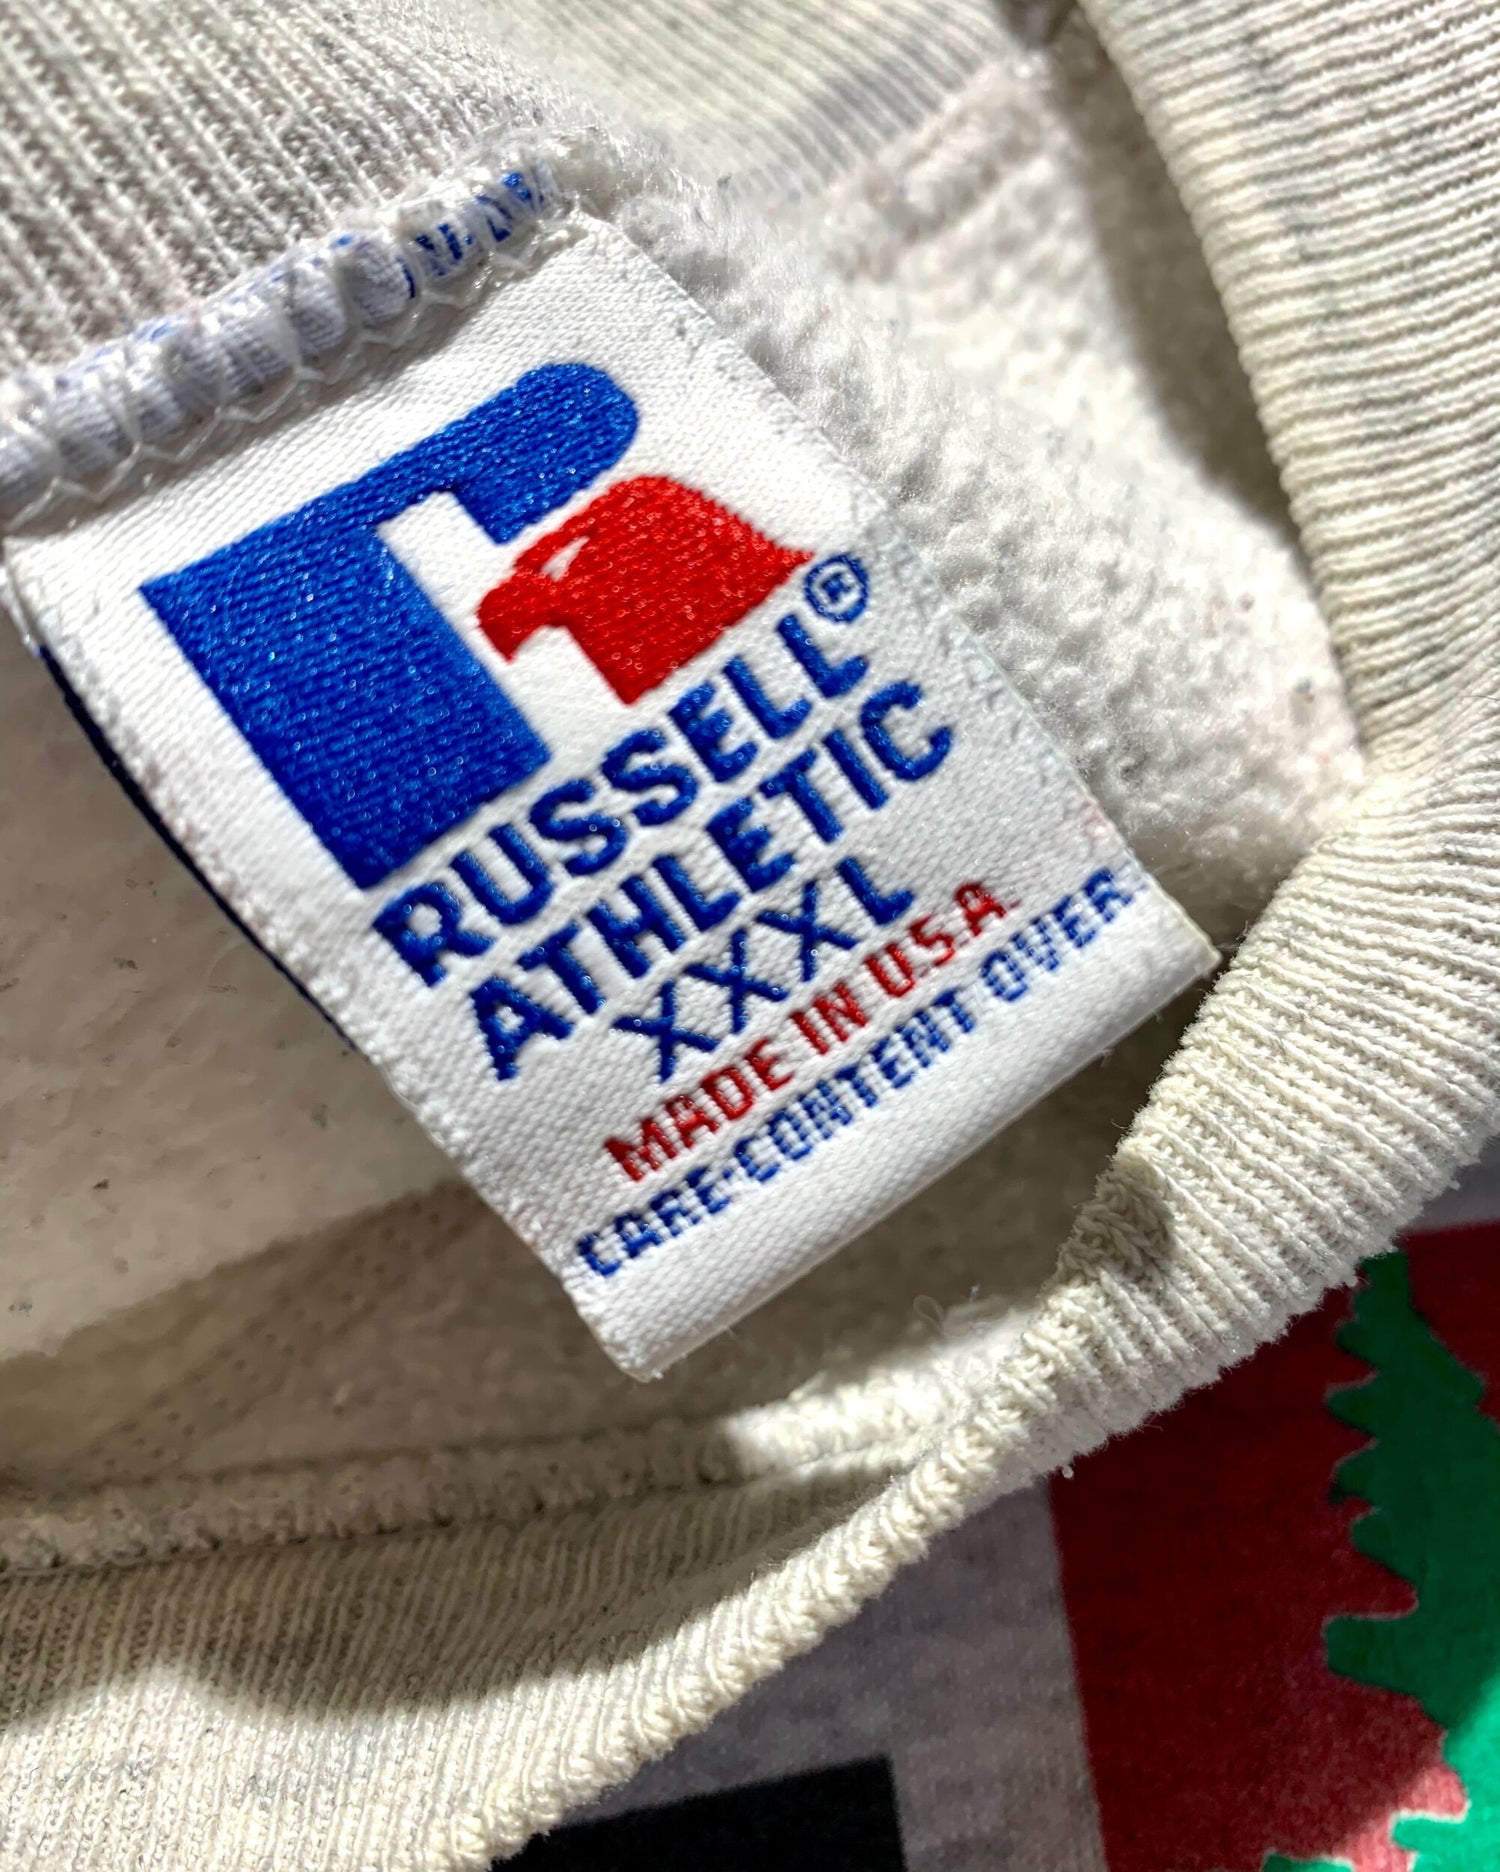 RUSSELL®
ATHLETIC
XXXL
MADE IN U.S.A.
CARE·CONTENT OVER